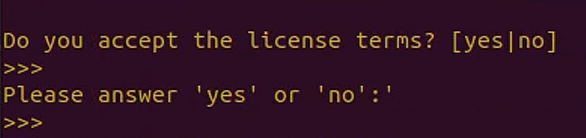 Do you accept the license terms? [yes|no]
>>>
Please answer 'yes' or 'no':'
>>>